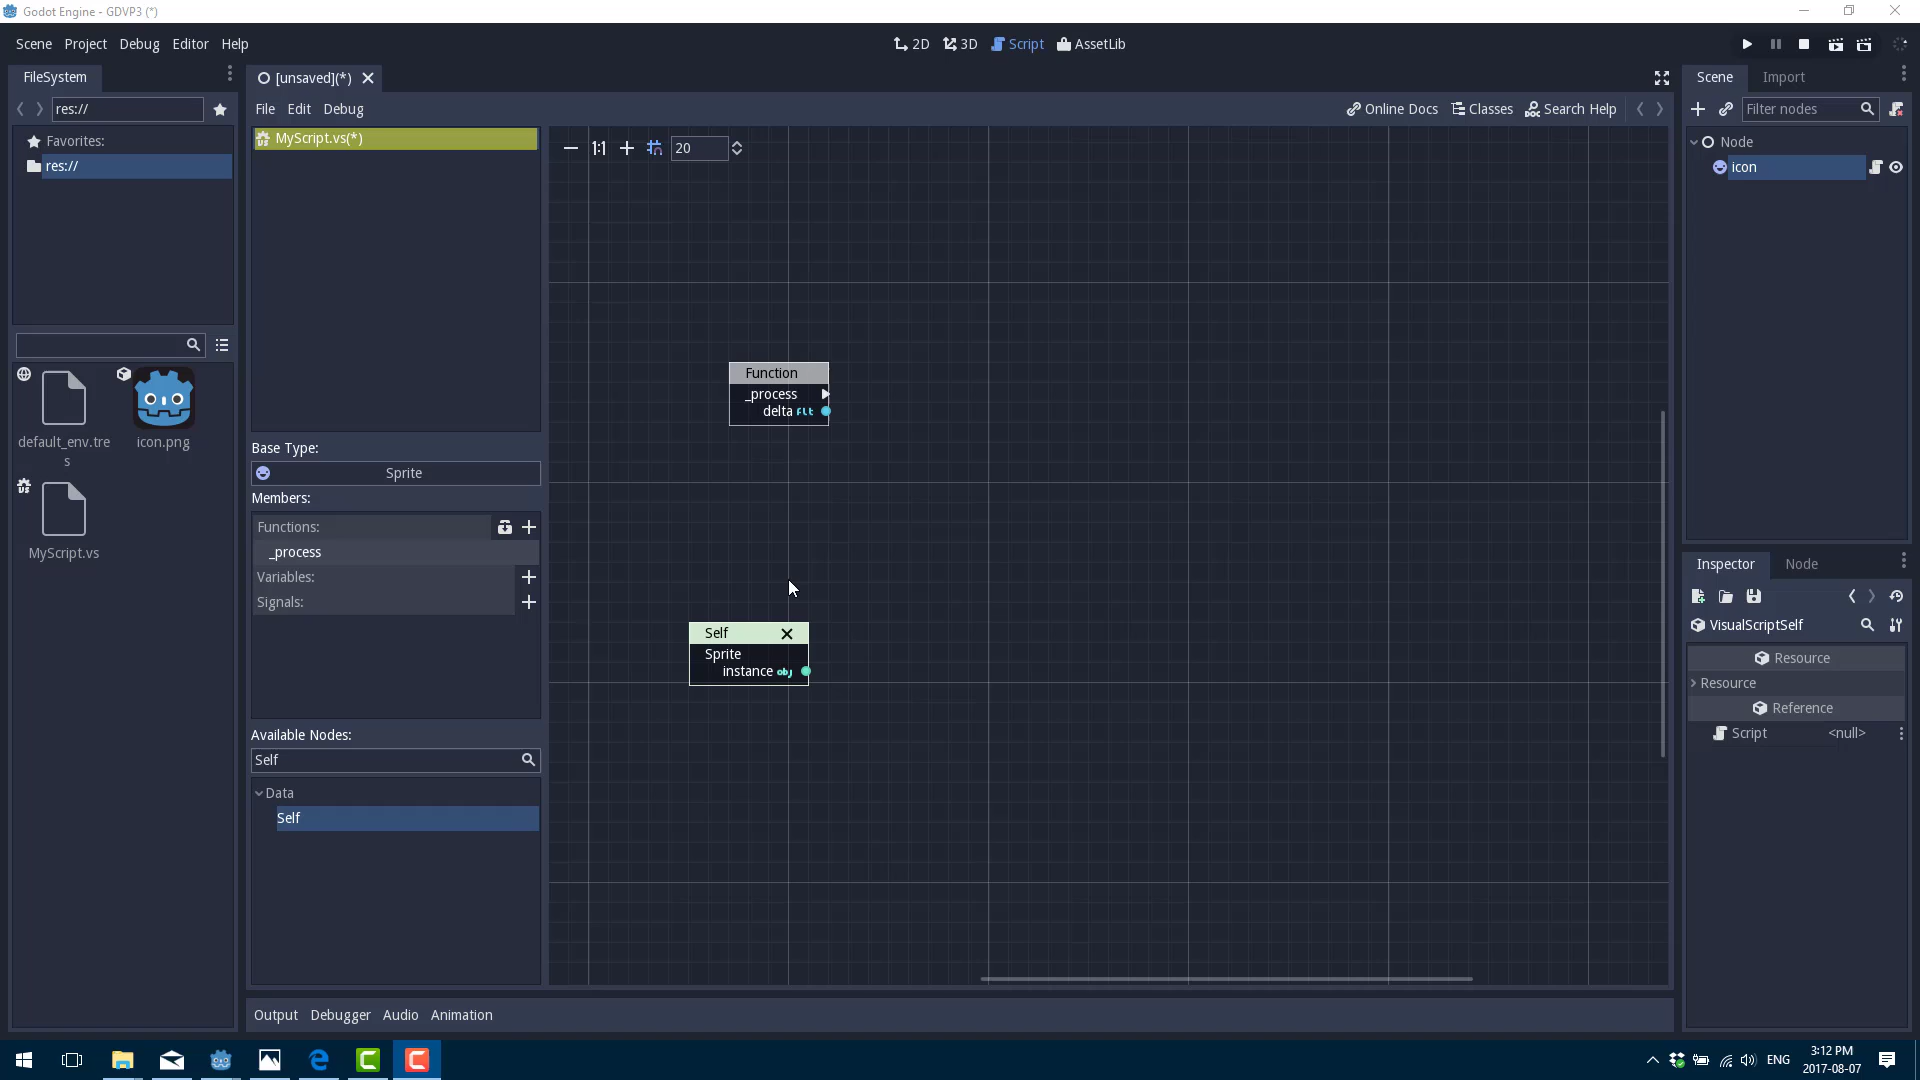 Godot Engine - GDVP3 (*)
Scene Project Debug Editor Help
2D 3D Script AssetLib
FileSystem
[unsaved](*)
Scene Import
res://
File Edit Debug
Online Docs Classes Search Help
Filter nodes
Favorites:
res://
MyScript.vs(*)
1:1
20
Node
icon
Function
_process
delta Flt
default_env.tre
s
icon.png
MyScript.vs
Base Type:
Sprite
Members:
Functions:
_process
Variables:
Signals:
Self
Sprite
instance obj
Available Nodes:
Self
Data
Self
Inspector Node
VisualScriptSelf
Resource
Resource
Reference
Script <null>
Output Debugger Audio Animation
ENG
3:12 PM
2017-08-07